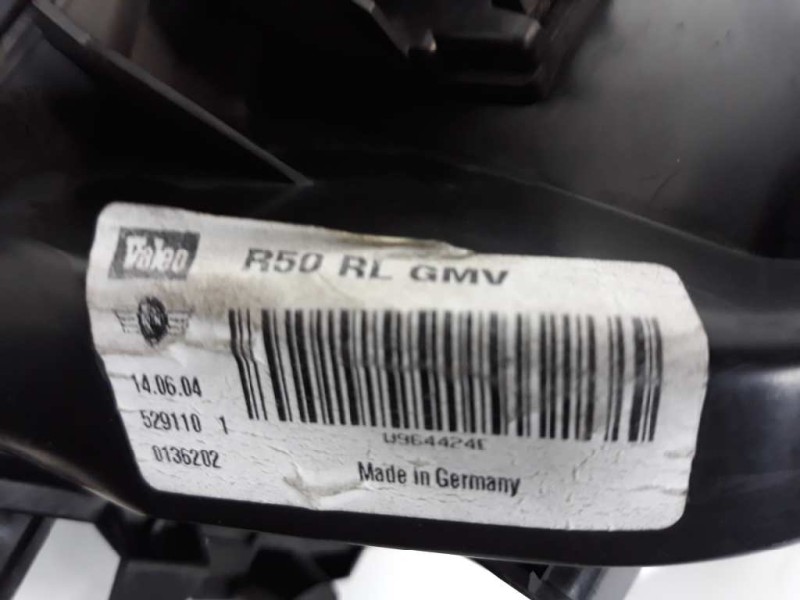 Valeo
R50 RL GMV
14.06.04
529110 1
0136202
Made in Germany